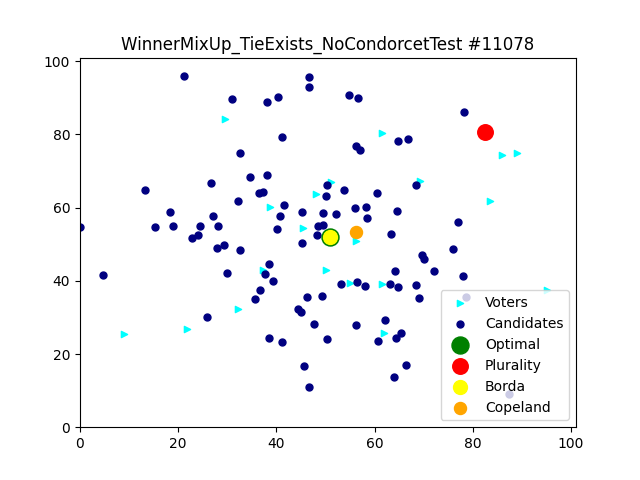 WinnerMixUp_TieExists_NoCondorcetTest #11078
100
80
60
40
20
0
0
20
40
60
80
100
Voters
Candidates
Optimal
Plurality
Borda
Copeland